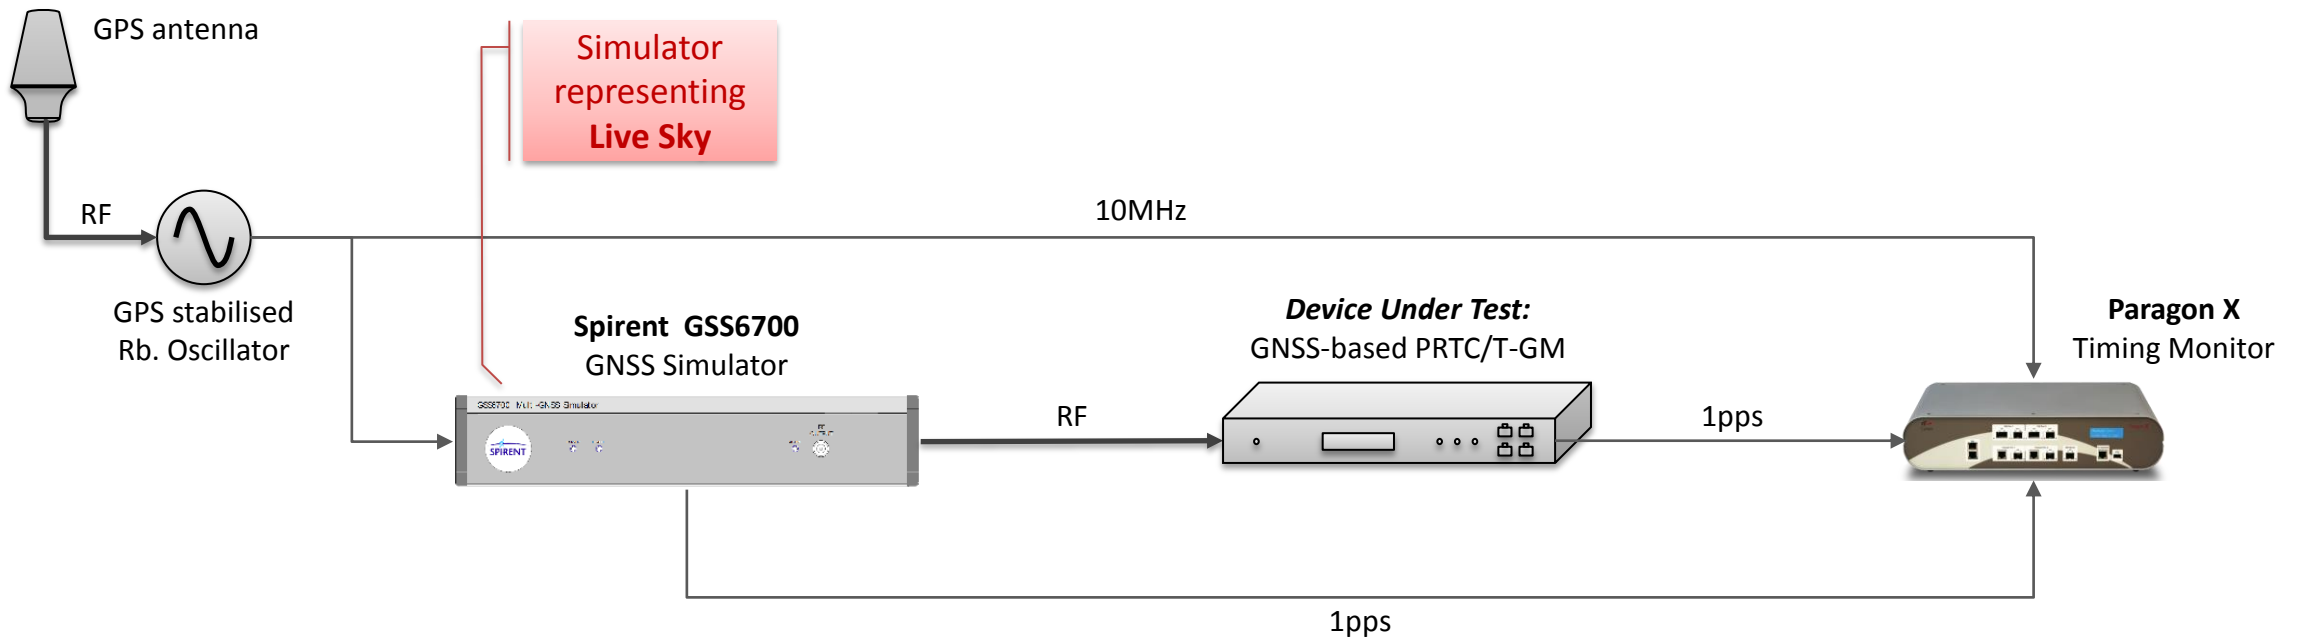 GPS antenna
Simulator
representing
Live Sky
RF
10MHz
GPS stabilised
Rb. Oscillator
Spirent GSS6700
GNSS Simulator
Device Under Test:
GNSS-based PRTC/T-GM
Paragon X
Timing Monitor
SPIRENT
RF
1pps
1pps